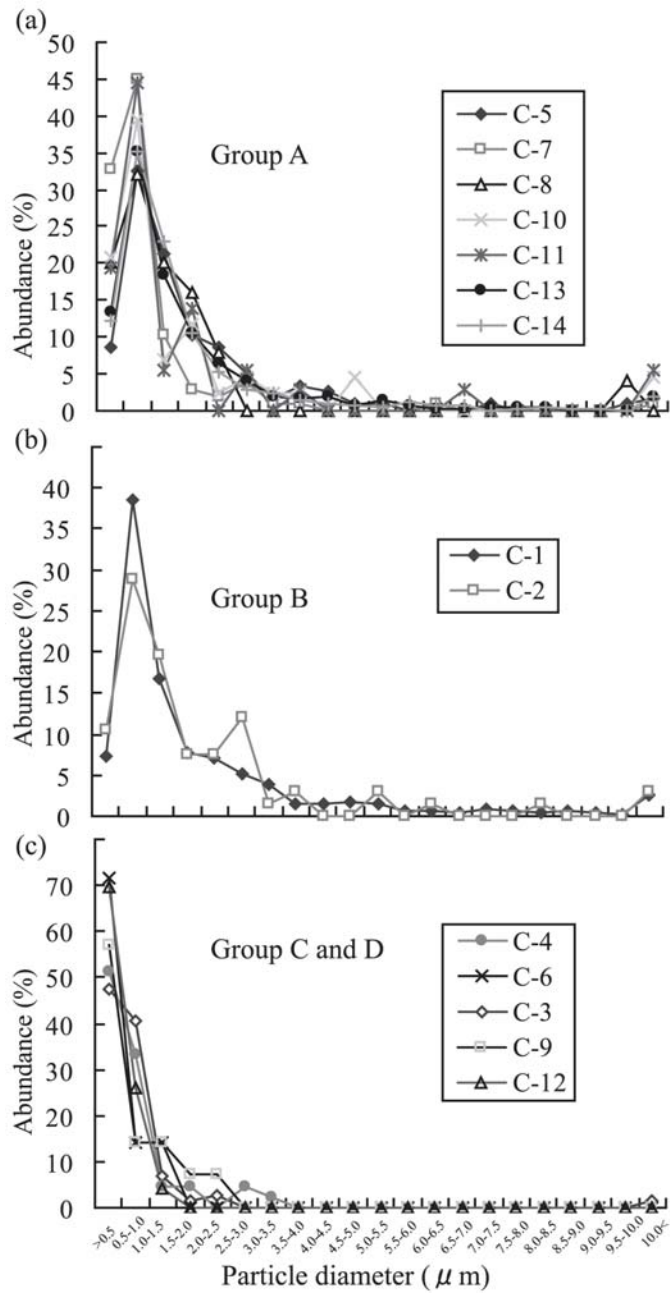 (a)
50
45
40
35
30
25
20
15
10
5
0
Abundance (%)
Group A
C-5
C-7
C-8
C-10
C-11
C-13
C-14
(b)
40
35
30
25
20
15
10
5
0
Abundance (%)
Group B
C-1
C-2
(c)
70
60
50
40
30
20
10
0
Abundance (%)
Group C and D
C-4
C-6
C-3
C-9
C-12
>0.5
0.5-1.0
1.0-1.5
1.5-2.0
2.0-2.5
2.5-3.0
3.0-3.5
3.5-4.0
4.0-4.5
4.5-5.0
5.0-5.5
5.5-6.0
6.0-6.5
6.5-7.0
7.0-7.5
7.5-8.0
8.0-8.5
8.5-9.0
9.0-9.5
9.5-10.0
10.0<
Particle diameter ( μ m)